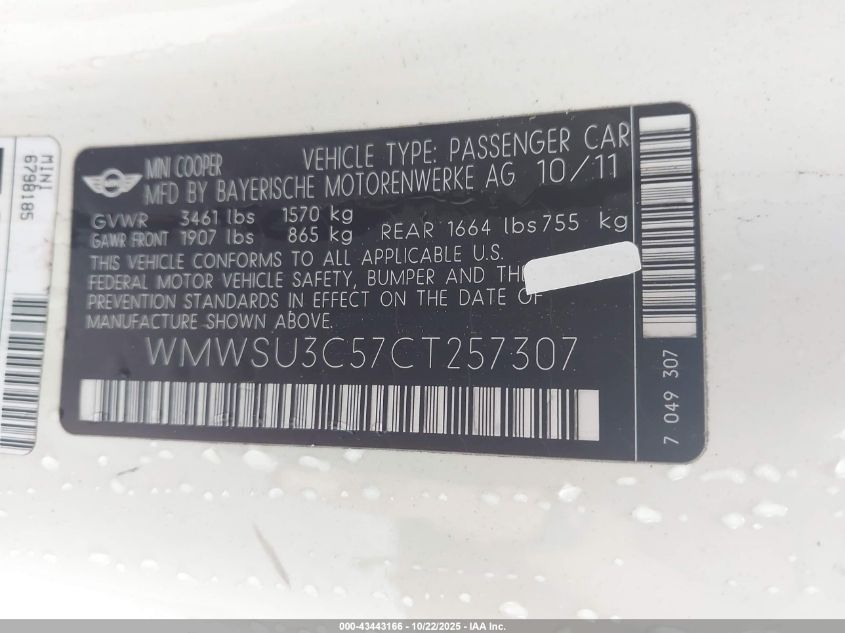 MINI
6798185
MINI COOPER VEHICLE TYPE: PASSENGER CAR
MFD BY BAYERISCHE MOTORENWERKE AG 10/11
GVWR 3461 lbs 1570 kg
GAWR FRONT 1907 lbs 865 kg REAR 1664 lbs 755 kg
THIS VEHICLE CONFORMS TO ALL APPLICABLE U.S.
FEDERAL MOTOR VEHICLE SAFETY, BUMPER AND
PREVENTION STANDARDS IN EFFECT ON THE DATE OF
MANUFACTURE SHOWN ABOVE.
WMWSU3C57CT257307
7 049 307
000-43443166 - 10/22/2025 - IAA Inc.